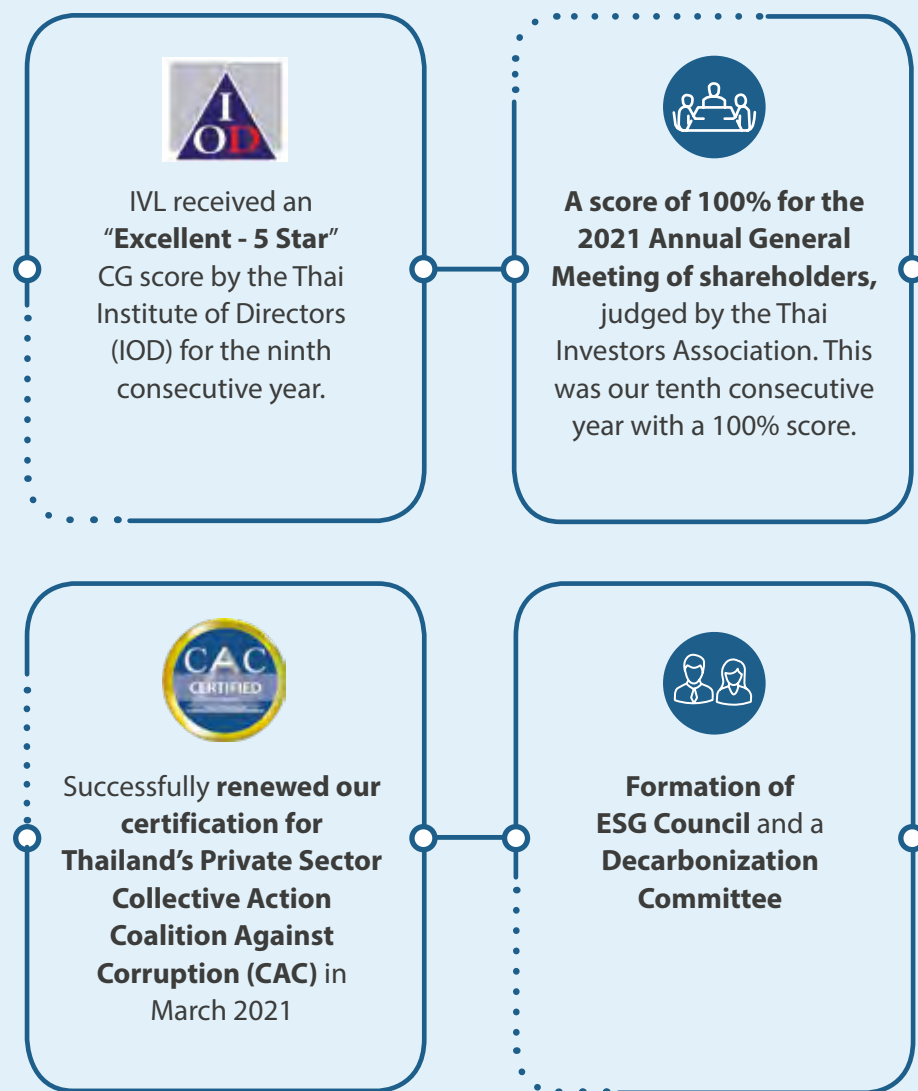 I
OD
IVL received an
“Excellent - 5 Star”
CG score by the Thai
Institute of Directors
(IOD) for the ninth
consecutive year.
A score of 100% for the
2021 Annual General
Meeting of shareholders,
judged by the Thai
Investors Association. This
was our tenth consecutive
year with a 100% score.
CAC
CERTIFIED
Successfully renewed our
certification for
Thailand’s Private Sector
Collective Action
Coalition Against
Corruption (CAC) in
March 2021
Formation of
ESG Council and a
Decarbonization
Committee